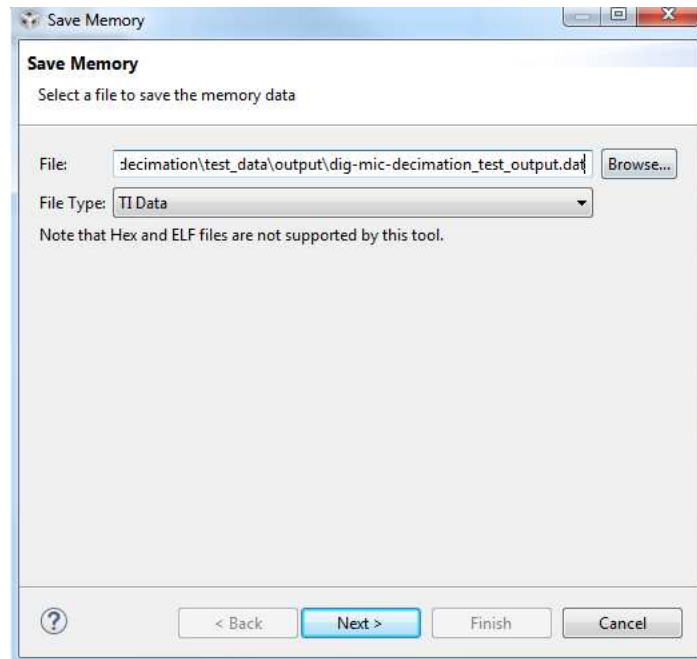 Save Memory
Save Memory
Select a file to save the memory data
File: decimation\test_data\output\dig-mic-decimation_test_output.dat Browse...
File Type: TI Data
Note that Hex and ELF files are not supported by this tool.
? < Back Next > Finish Cancel